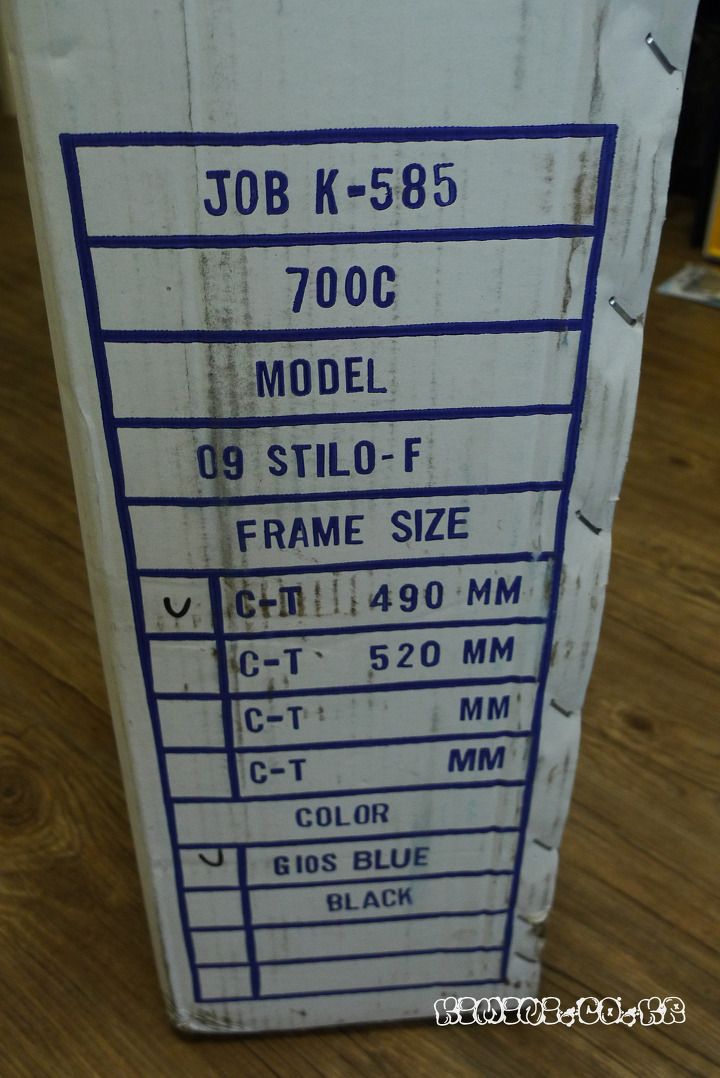 JOB K-585
700C
MODEL
09 STILO-F
FRAME SIZE
C-T 490 MM
C-T 520 MM
C-T MM
C-T MM
COLOR
GIOS BLUE
BLACK
KIMINI.CO.KR